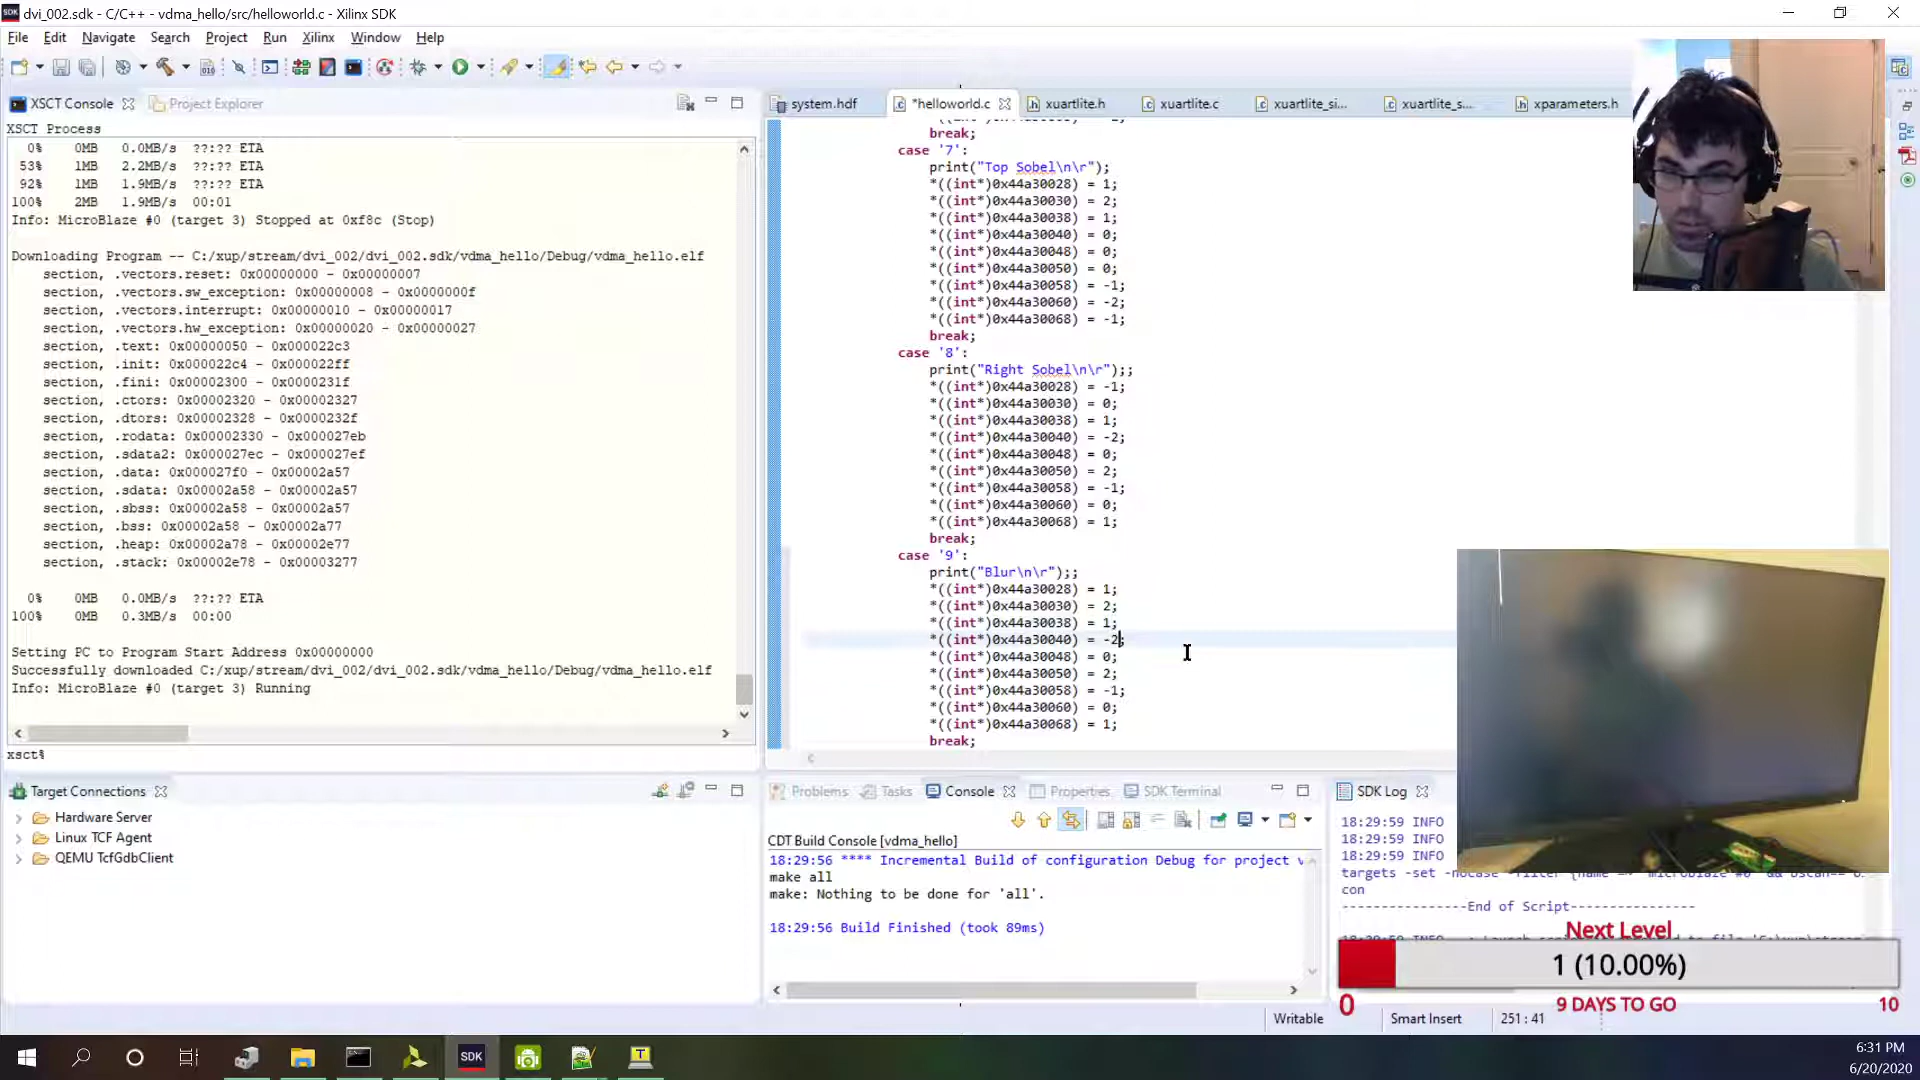 dvi_002.sdk - C/C++ - vdma_hello/src/helloworld.c - Xilinx SDK
File Edit Navigate Search Project Run Xilinx Window Help
XSCT Console
Project Explorer
XSCT Process
0% 0MB 0.0MB/s ??:?? ETA
53% 1MB 2.2MB/s ??:?? ETA
92% 1MB 1.9MB/s ??:?? ETA
100% 2MB 1.9MB/s 00:01
Info: MicroBlaze #0 (target 3) Stopped at 0xf8c (Stop)
Downloading Program -- C:/xup/stream/dvi_002/dvi_002.sdk/vdma_hello/Debug/vdma_hello.elf
section, .vectors.reset: 0x00000000 - 0x00000007
section, .vectors.sw_exception: 0x00000008 - 0x0000000f
section, .vectors.interrupt: 0x00000010 - 0x00000017
section, .vectors.hw_exception: 0x00000020 - 0x00000027
section, .text: 0x00000050 - 0x000022c3
section, .init: 0x000022c4 - 0x000022ff
section, .fini: 0x00002300 - 0x0000231f
section, .ctors: 0x00002320 - 0x00002327
section, .dtors: 0x00002328 - 0x0000232f
section, .rodata: 0x00002330 - 0x000027eb
section, .sdata2: 0x000027ec - 0x000027ef
section, .data: 0x000027f0 - 0x00002a57
section, .sdata: 0x00002a58 - 0x00002a57
section, .sbss: 0x00002a58 - 0x00002a57
section, .bss: 0x00002a58 - 0x00002a77
section, .heap: 0x00002a78 - 0x00002e77
section, .stack: 0x00002e78 - 0x00003277
0% 0MB 0.0MB/s ??:?? ETA
100% 0MB 0.3MB/s 00:00
Setting PC to Program Start Address 0x00000000
Successfully downloaded C:/xup/stream/dvi_002/dvi_002.sdk/vdma_hello/Debug/vdma_hello.elf
Info: MicroBlaze #0 (target 3) Running
xsct%
Target Connections
Hardware Server
Linux TCF Agent
QEMU TcfGdbClient
system.hdf *helloworld.c xuartlite.h xuartlite.c xuartlite_si... xuartlite_s... xparameters.h
break;
case '7':
print("Top Sobel\n\r");
*((int*)0x44a30028) = 1;
*((int*)0x44a30030) = 2;
*((int*)0x44a30038) = 1;
*((int*)0x44a30040) = 0;
*((int*)0x44a30048) = 0;
*((int*)0x44a30050) = 0;
*((int*)0x44a30058) = -1;
*((int*)0x44a30060) = -2;
*((int*)0x44a30068) = -1;
break;
case '8':
print("Right Sobel\n\r");;
*((int*)0x44a30028) = -1;
*((int*)0x44a30030) = 0;
*((int*)0x44a30038) = 1;
*((int*)0x44a30040) = -2;
*((int*)0x44a30048) = 0;
*((int*)0x44a30050) = 2;
*((int*)0x44a30058) = -1;
*((int*)0x44a30060) = 0;
*((int*)0x44a30068) = 1;
break;
case '9':
print("Blur\n\r");;
*((int*)0x44a30028) = 1;
*((int*)0x44a30030) = 2;
*((int*)0x44a30038) = 1;
*((int*)0x44a30040) = -2;
*((int*)0x44a30048) = 0;
*((int*)0x44a30050) = 2;
*((int*)0x44a30058) = -1;
*((int*)0x44a30060) = 0;
*((int*)0x44a30068) = 1;
break;
Problems Tasks Console Properties SDK Terminal
CDT Build Console [vdma_hello]
18:29:56 **** Incremental Build of configuration Debug for project
make all
make: Nothing to be done for 'all'.
18:29:56 Build Finished (took 89ms)
SDK Log
18:29:59 INFO
18:29:59 INFO
18:29:59 INFO
targets -set -nocase -filter {name =~
con
----------------End of Script----------------
Next Level
1 (10.00%)
0 9 DAYS TO GO 10
Writable Smart Insert 251 : 41
SDK
6:31 PM
6/20/2020